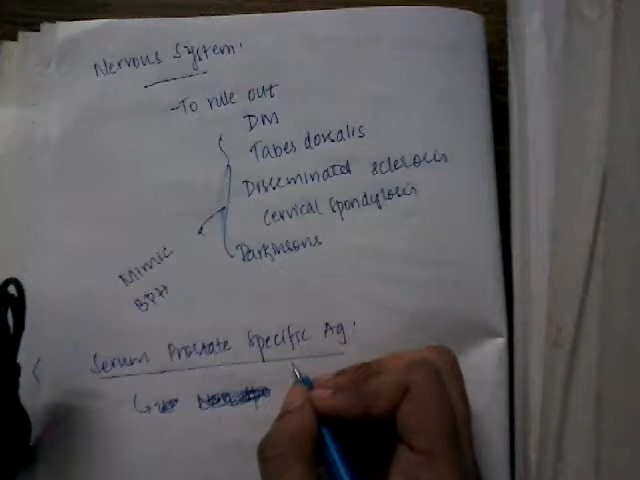 Nervous System:
-To rule out
DM
Tabes dorsalis
Disseminated sclerosis
Cervical spondylosis
Parkinsons
MIMIC
BPH
Serum Prostate Specific Ag: